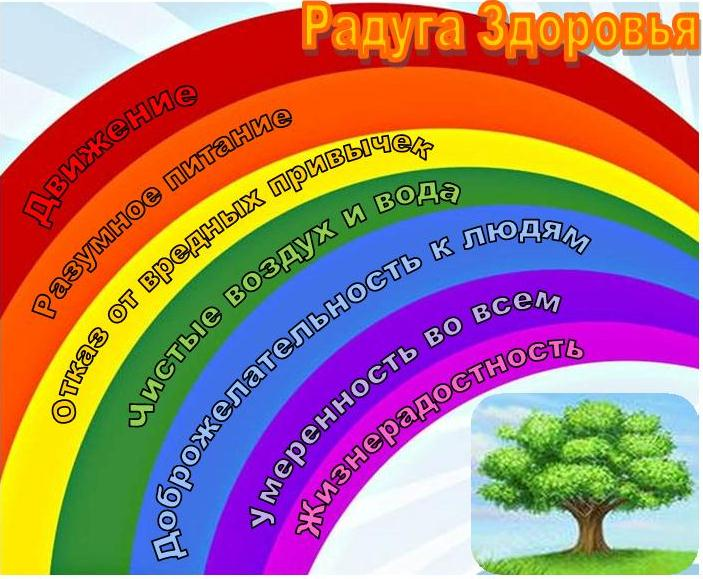 Радуга Здоровья
Движение
Разумное питание
Отказ от вредных привычек
Чистые воздух и вода
Доброжелательность к людям
Умеренность во всем
Жизнерадостность